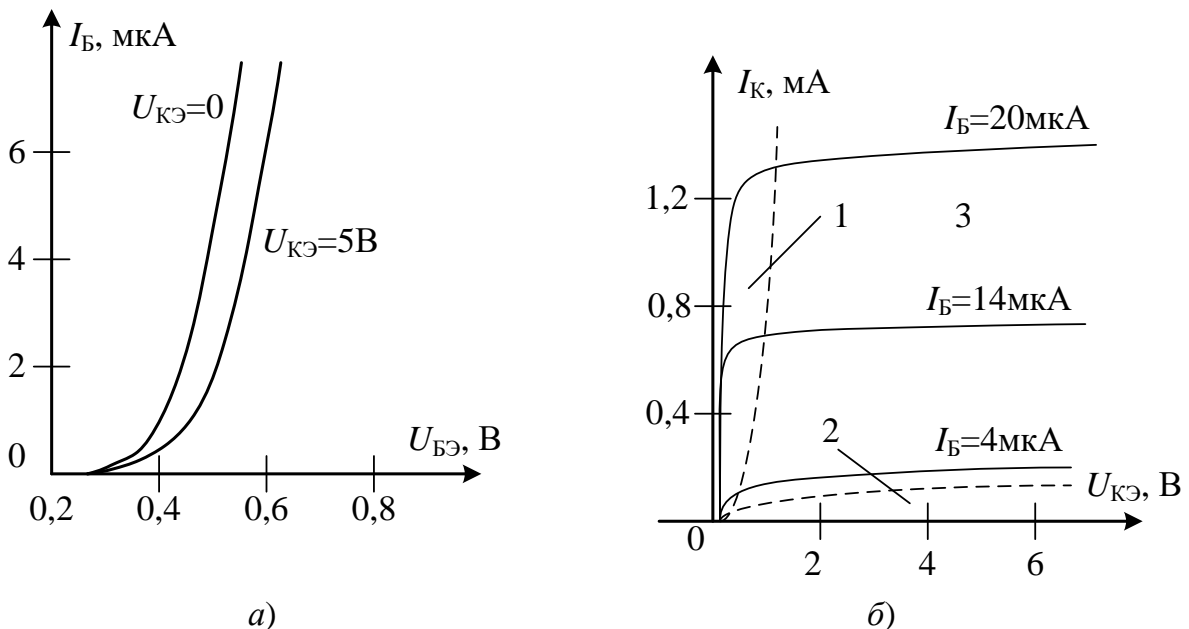 I_Б, мкА
U_КЭ=0
6
4
U_КЭ=5В
2
0
U_БЭ, В
0,2 0,4 0,6 0,8
а)
I_К, мА
I_Б=20мкА
1,2
1
3
0,8
I_Б=14мкА
0,4
2
I_Б=4мкА
U_КЭ, В
0
2 4 6
б)